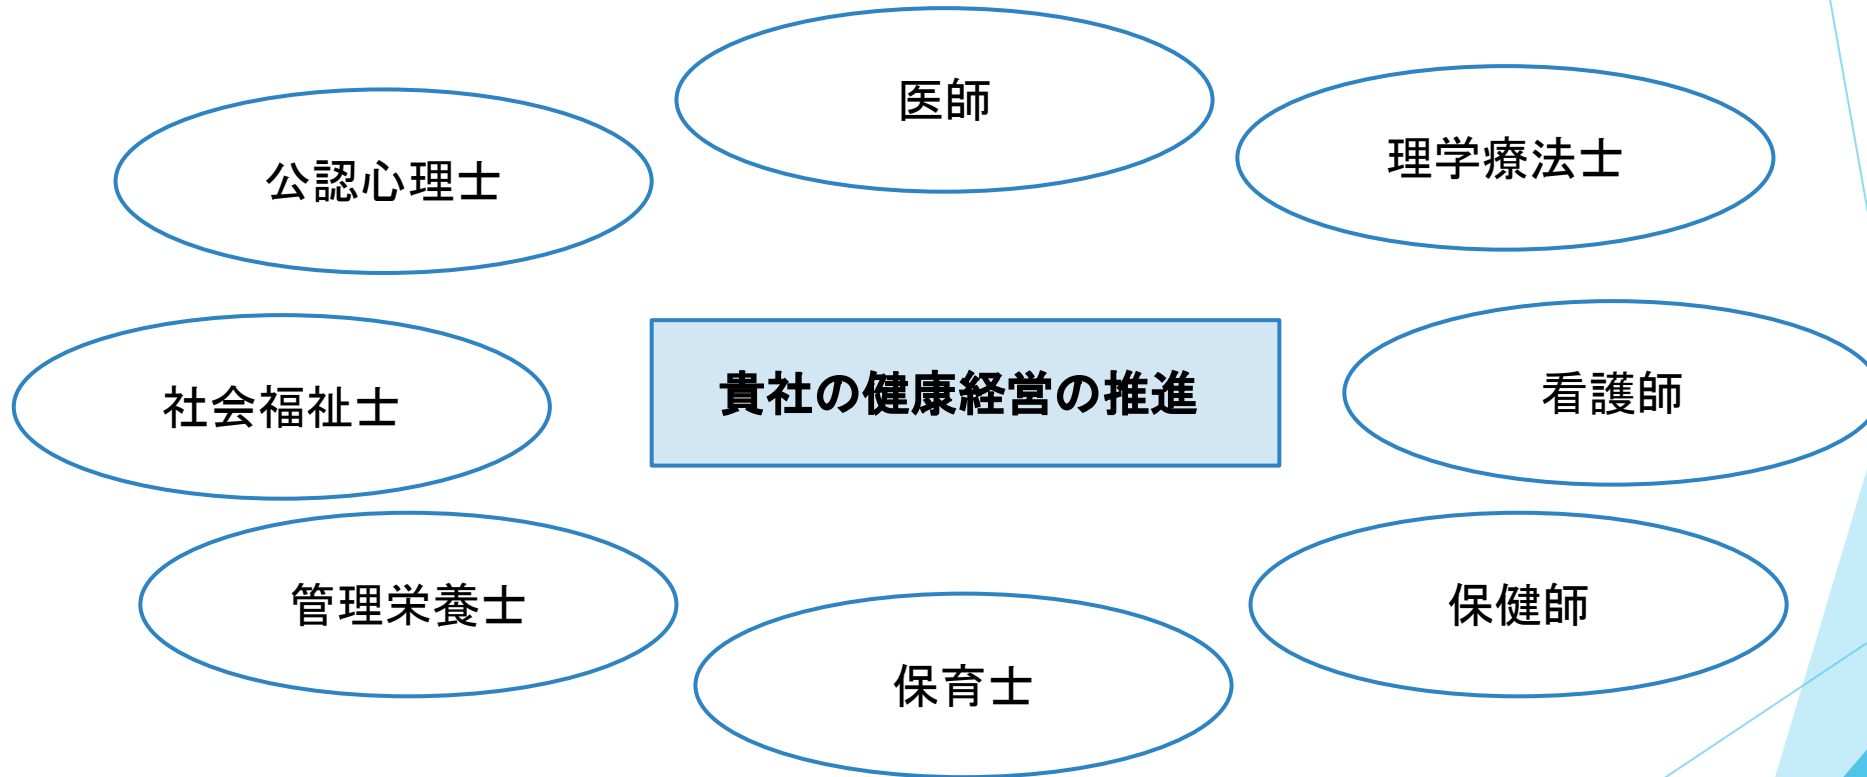 医師
公認心理士
理学療法士
貴社の健康経営の推進
社会福祉士
看護師
管理栄養士
保健師
保育士